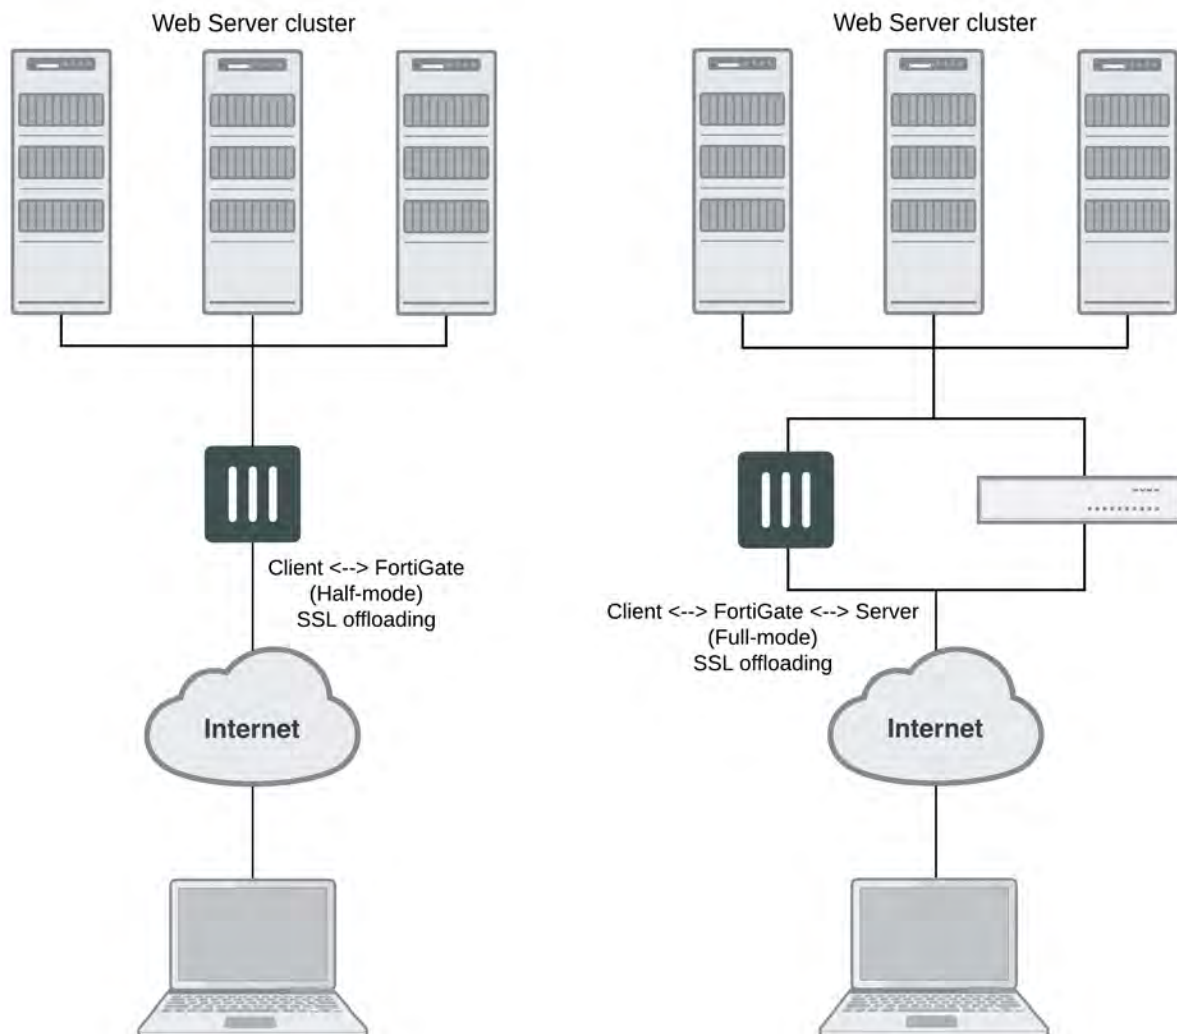 Web Server cluster
Web Server cluster
Client <--> FortiGate
(Half-mode)
SSL offloading
Client <--> FortiGate <--> Server
(Full-mode)
SSL offloading
Internet
Internet